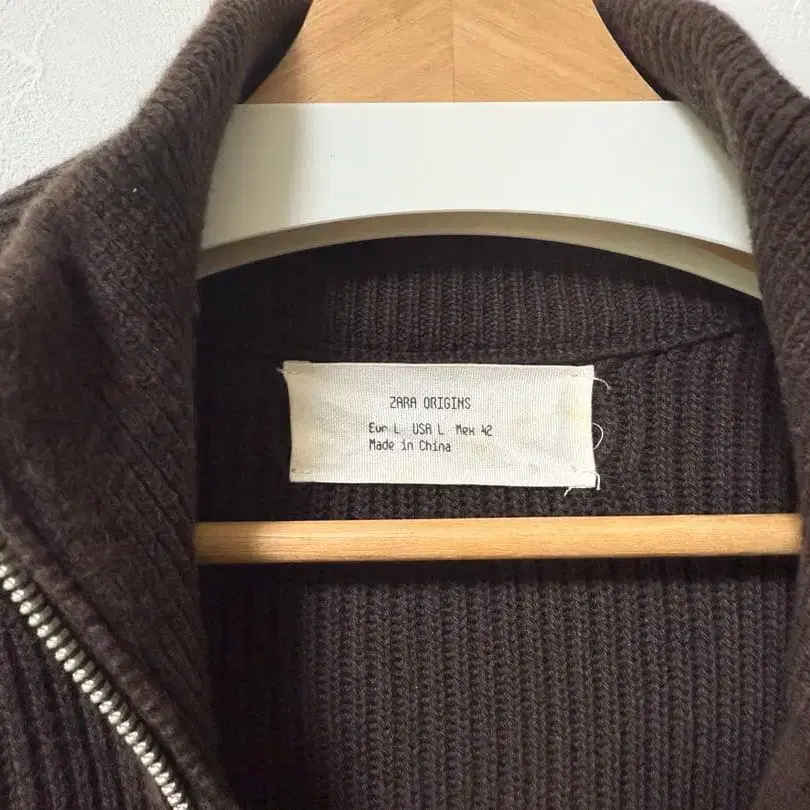 ZARA ORIGINS
Eur L USA L Mex 42
Made in China